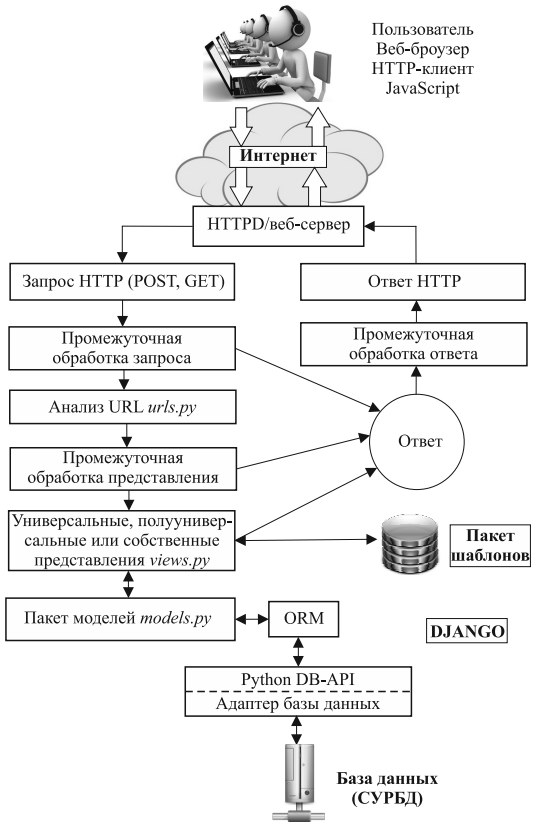 Пользователь
Веб-броузер
HTTP-клиент
JavaScript
Интернет
HTTPD/веб-сервер
Запрос HTTP (POST, GET)
Ответ HTTP
Промежуточная
обработка запроса
Промежуточная
обработка ответа
Анализ URL urls.py
Ответ
Промежуточная
обработка представления
Универсальные, полуунивер-
сальные или собственные
представления views.py
Пакет
шаблонов
Пакет моделей models.py
ORM
DJANGO
Python DB-API
Адаптер базы данных
База данных
(СУРБД)